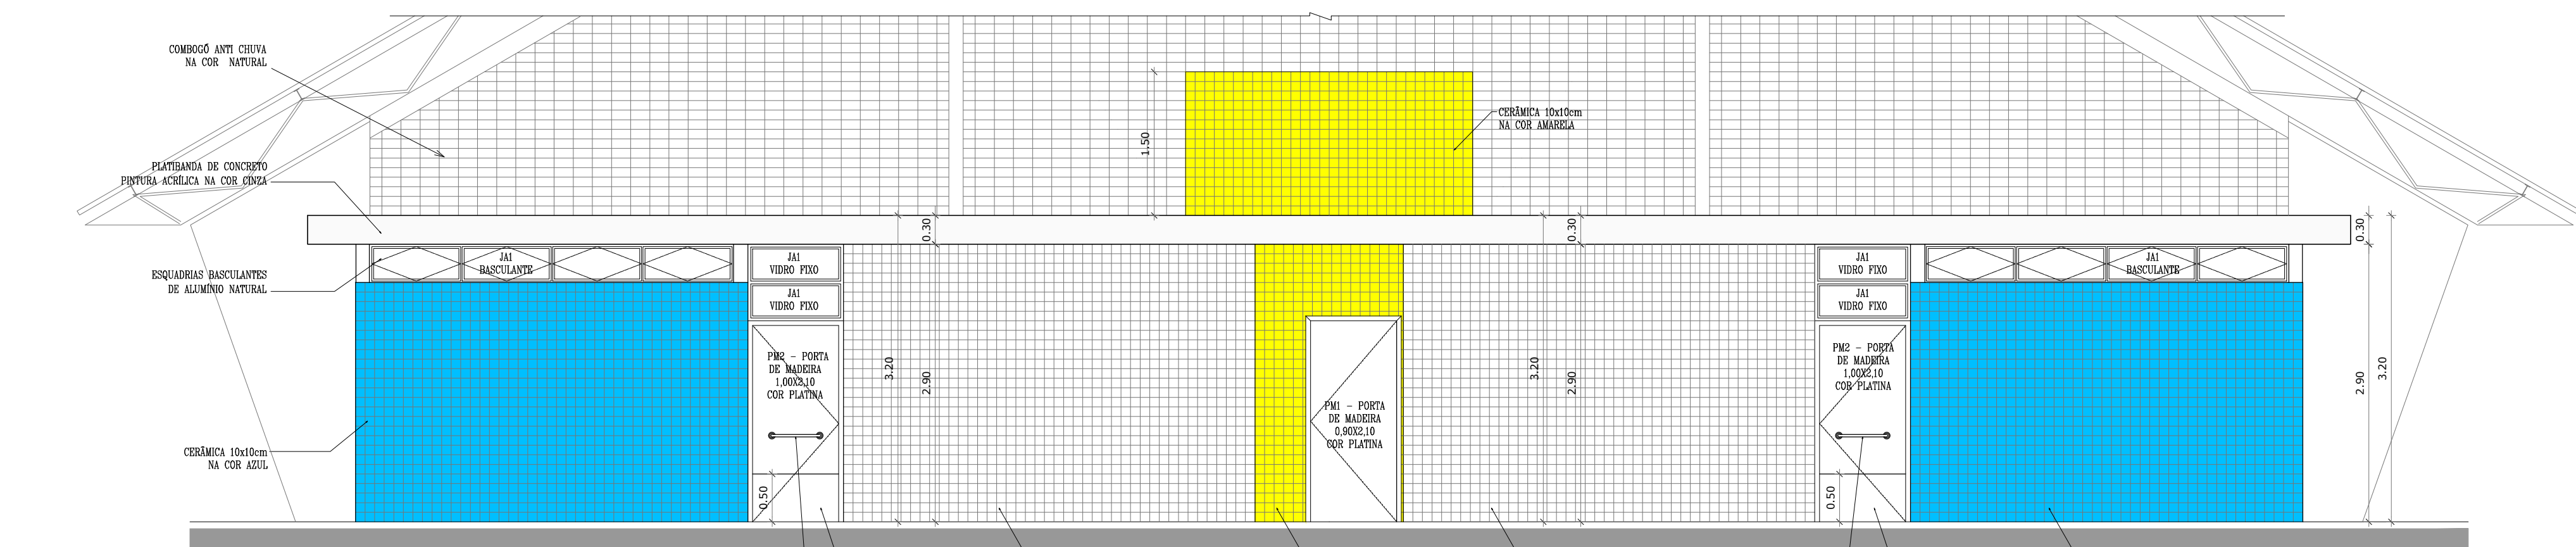 COMBOGÓ ANTI CHUVA
NA COR NATURAL
CERÃMICA 10x10cm
NA COR AMARELA
1.50
PLATIBANDA DE CONCRETO
PINTURA ACRÍLICA NA COR CINZA
0.30
0.30
0.30
ESQUADRIAS BASCULANTES
DE ALUMÍNIO NATURAL
JA1
BASCULANTE
JA1
VIDRO FIXO
JA1
VIDRO FIXO
JA1
VIDRO FIXO
JA1
VIDRO FIXO
JA1
BASCULANTE
PM2 - PORTA
DE MADEIRA
1,00X2,10
COR PLATINA
3.20
2.90
PM1 - PORTA
DE MADEIRA
0,90X2,10
COR PLATINA
3.20
2.90
PM2 - PORTA
DE MADEIRA
1,00X2,10
COR PLATINA
2.90
3.20
CERÃMICA 10x10cm
NA COR AZUL
0.50
0.50